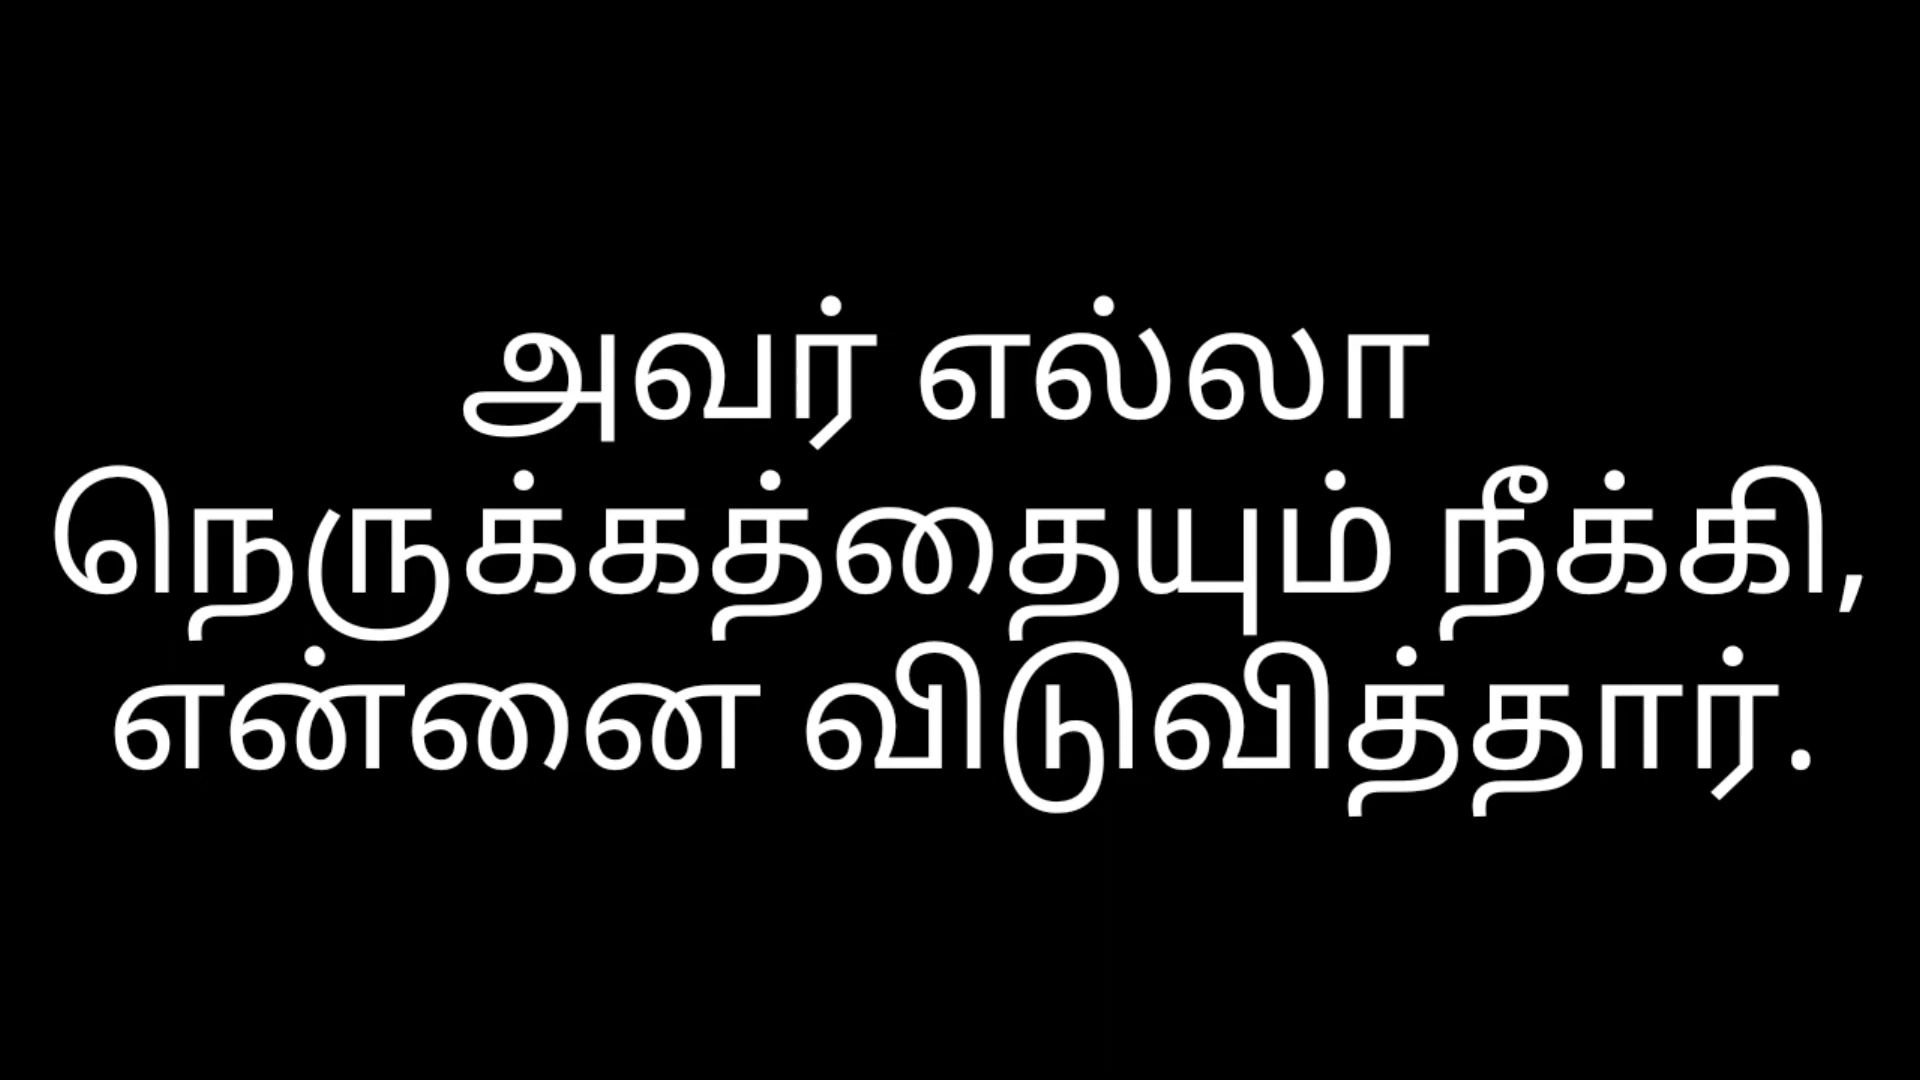 அவர் எல்லா
நெருக்கத்தையும் நீக்கி,
என்னை விடுவித்தார்.